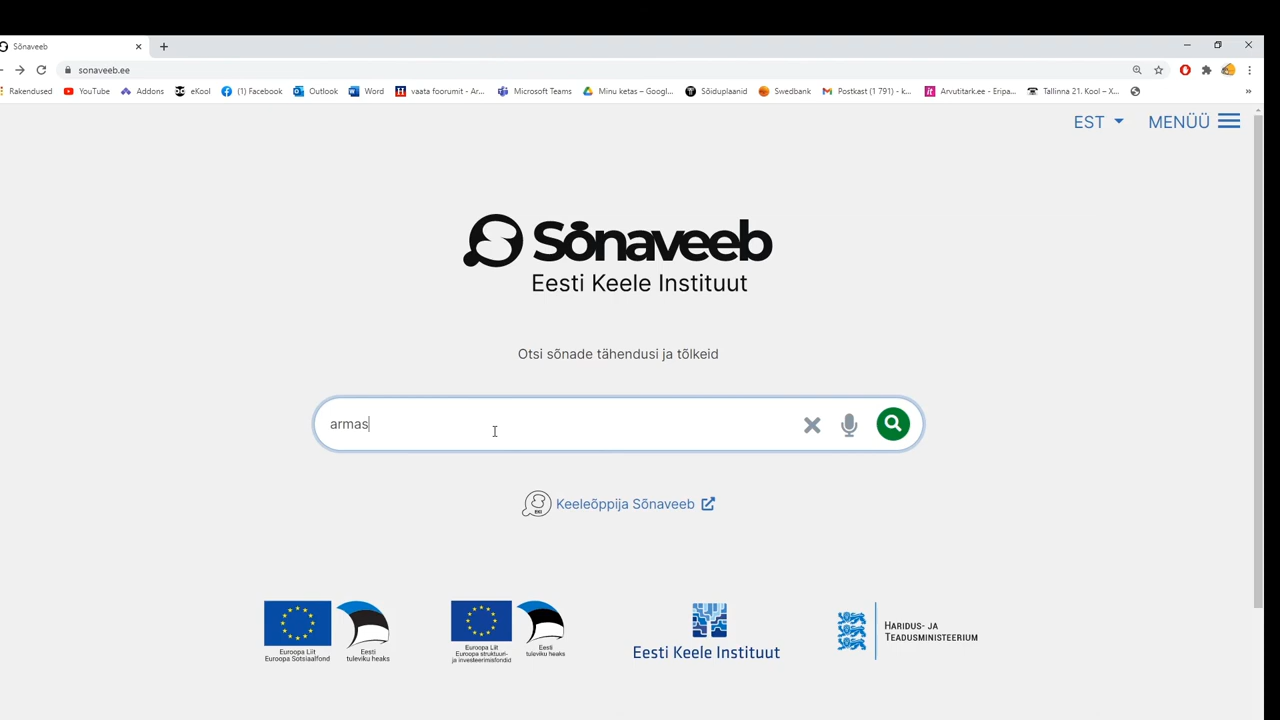 Sõnaveeb
sonaveeb.ee
Rakendused YouTube Addons eKool (1) Facebook Outlook Word vaata foorumit - Ar... Microsoft Teams Minu ketas – Googl... Sõiduplaanid Swedbank Postkast (1 791) - k... Arvutitark.ee - Eripa... Tallinna 21. Kool – X... »
EST MENÜÜ
Sõnaveeb
Eesti Keele Instituut
Otsi sõnade tähendusi ja tõlkeid
armas
EKI Keeleõppija Sõnaveeb
Euroopa Liit
Euroopa Sotsiaalfond
Eesti
tuleviku heaks
Euroopa Liit
Euroopa struktuuri-
ja investeerimisfondid
Eesti
tuleviku heaks
Eesti Keele Instituut
HARIDUS- JA
TEADUSMINISTEERIUM